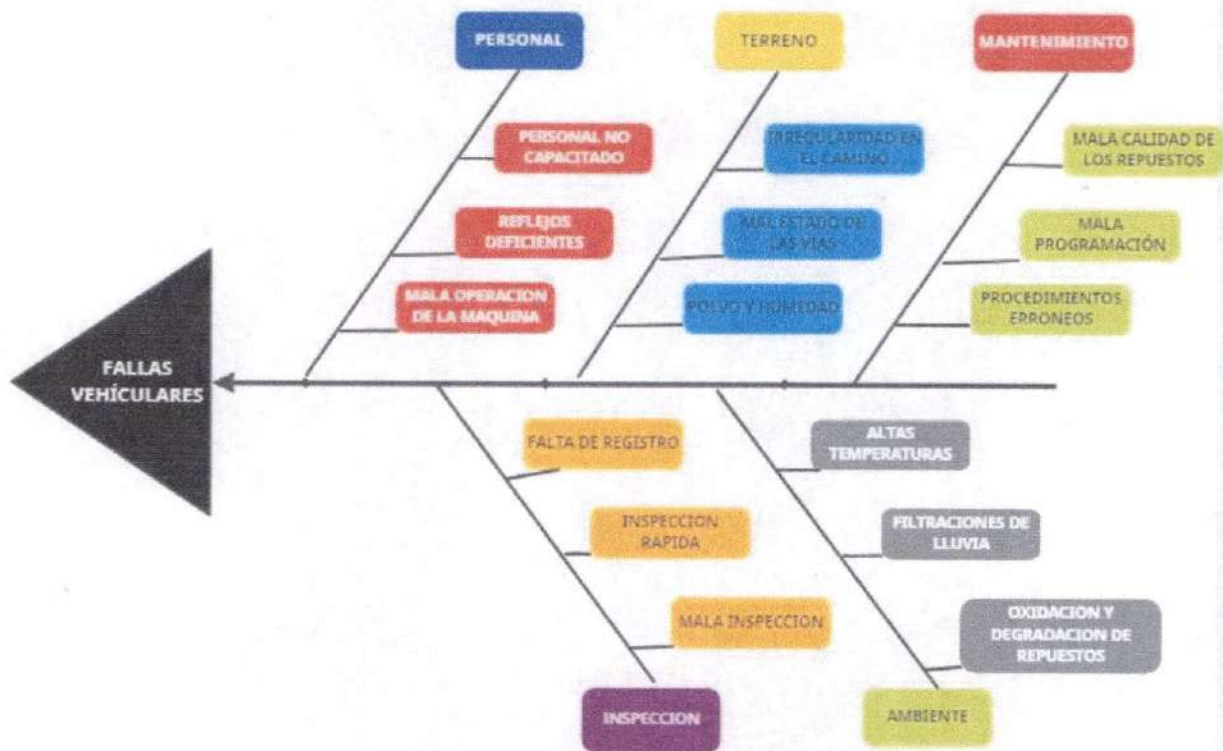 PERSONAL
TERRENO
MANTENIMIENTO
PERSONAL NO
CAPACITADO
IRREGULARIDAD EN
EL CAMINO
MALA CALIDAD DE
LOS REPUESTOS
REFLEJOS
DEFICIENTES
MAL ESTADO DE
LAS VIAS
MALA
PROGRAMACIÓN
MALA OPERACION
DE LA MAQUINA
POLVO Y HUMEDAD
PROCEDIMIENTOS
ERRONEOS
FALLAS
VEHÍCULARES
FALTA DE REGISTRO
ALTAS
TEMPERATURAS
INSPECCION
RAPIDA
FILTRACIONES DE
LLUVIA
MALA INSPECCION
OXIDACION Y
DEGRADACION DE
REPUESTOS
INSPECCION
AMBIENTE